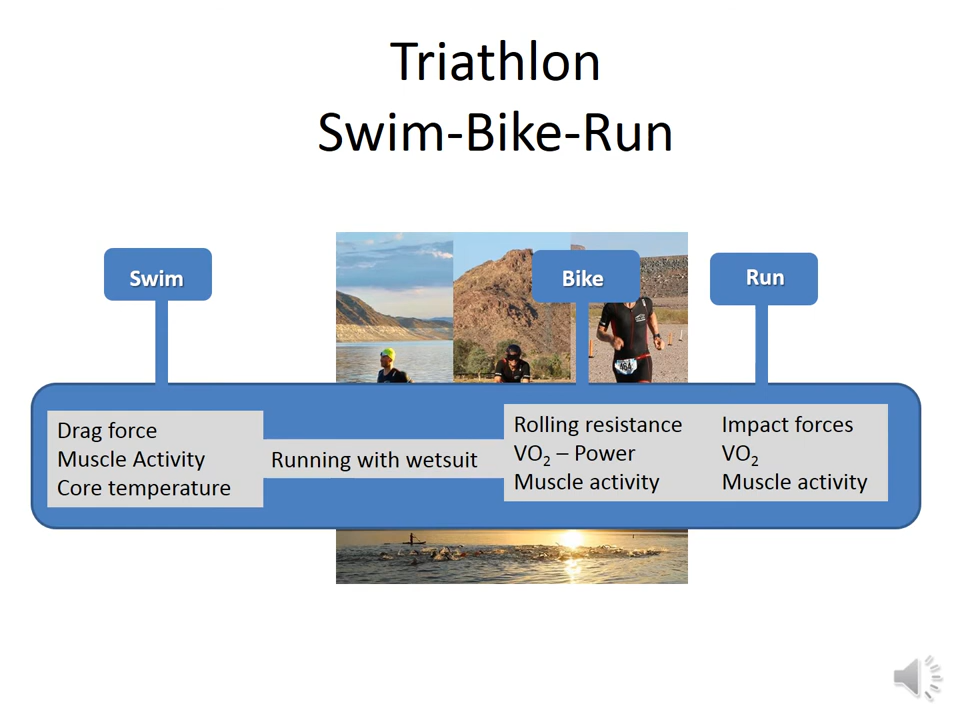 Triathlon
Swim-Bike-Run
Swim
Bike
Run
Drag force
Muscle Activity
Core temperature
Running with wetsuit
Rolling resistance
VO₂ – Power
Muscle activity
Impact forces
VO₂
Muscle activity